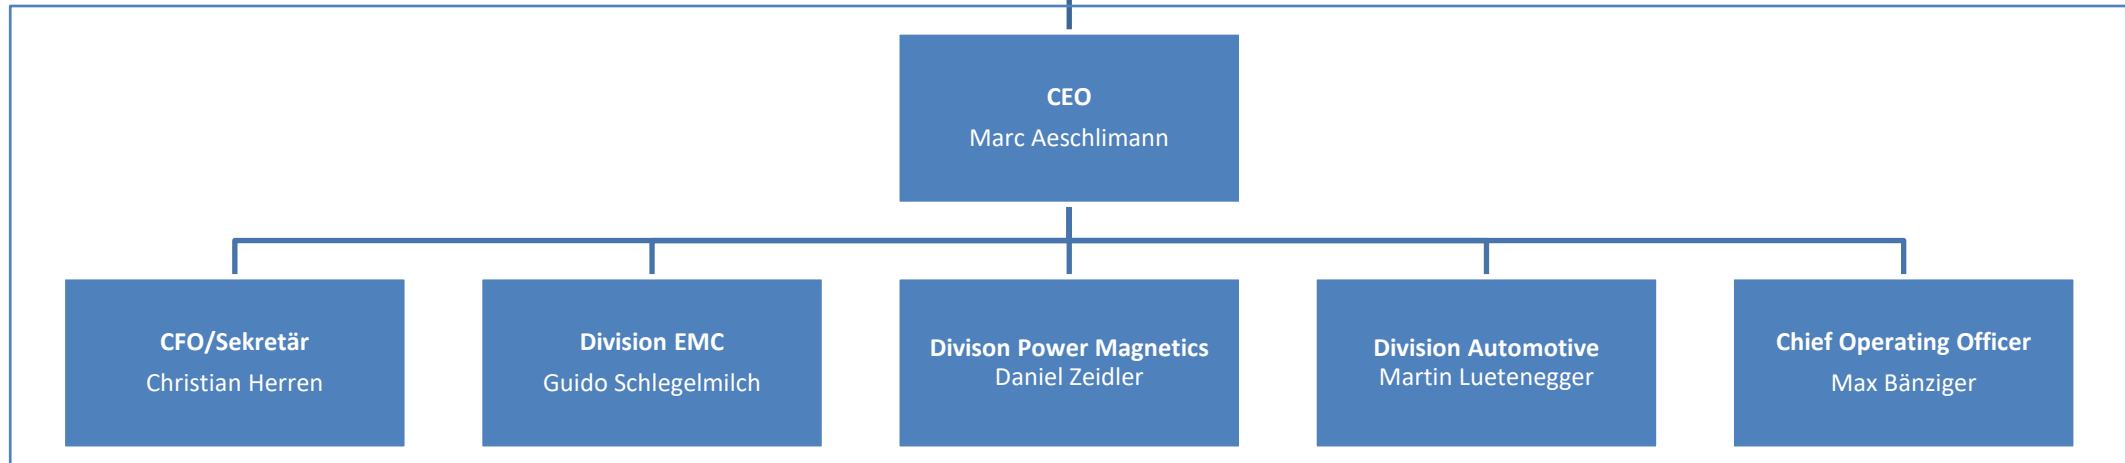 CEO
Marc Aeschlimann
CFO/Sekretär
Christian Herren
Division EMC
Guido Schlegelmilch
Divison Power Magnetics
Daniel Zeidler
Division Automotive
Martin Luetenegger
Chief Operating Officer
Max Bänziger